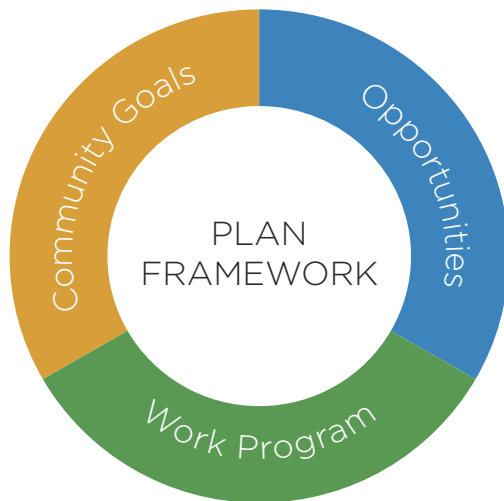 Community Goals
Opportunities
PLAN
FRAMEWORK
Work Program